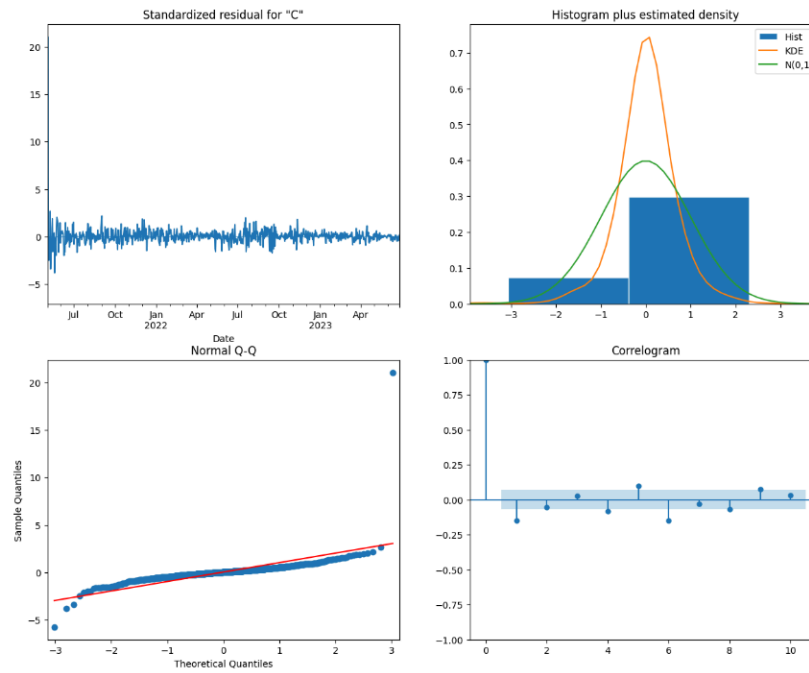 Standardized residual for "C"
20
15
10
5
0
−5
Jul
Oct
Jan
2022
Apr
Jul
Oct
Jan
2023
Apr
Date
Histogram plus estimated density
0.7
0.6
0.5
0.4
0.3
0.2
0.1
0.0
−3
−2
−1
0
1
2
3
Hist
KDE
N(0,1
Normal Q-Q
Sample Quantiles
20
15
10
5
0
−5
−3
−2
−1
0
1
2
3
Theoretical Quantiles
Correlogram
1.00
0.75
0.50
0.25
0.00
−0.25
−0.50
−0.75
−1.00
0
2
4
6
8
10